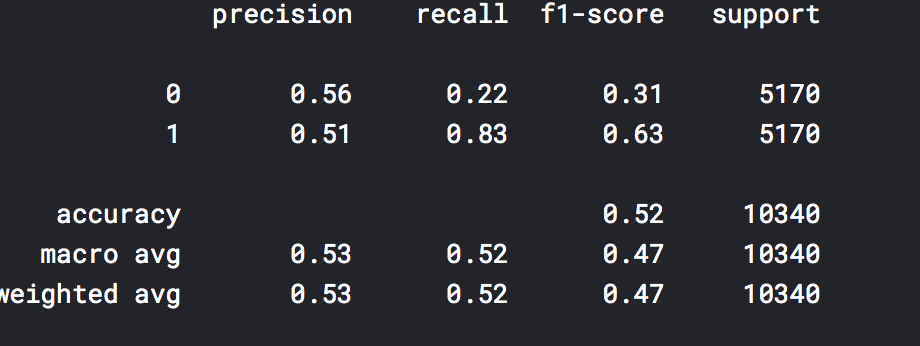 precision recall f1-score support
0 0.56 0.22 0.31 5170
1 0.51 0.83 0.63 5170
accuracy 0.52 10340
macro avg 0.53 0.52 0.47 10340
weighted avg 0.53 0.52 0.47 10340